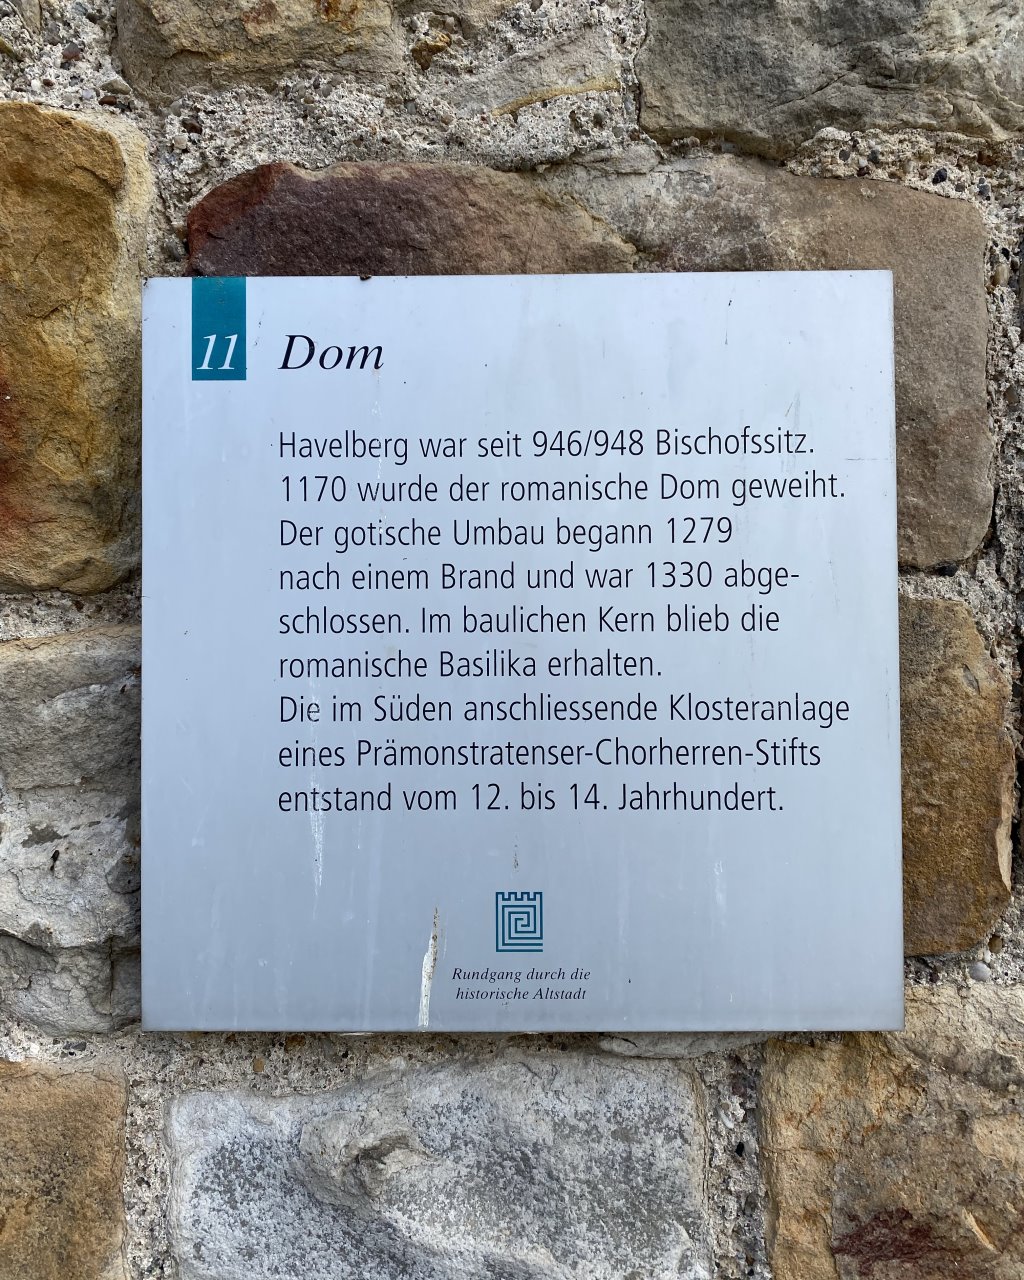 11 Dom
Havelberg war seit 946/948 Bischofssitz.
1170 wurde der romanische Dom geweiht.
Der gotische Umbau begann 1279
nach einem Brand und war 1330 abge-
schlossen. Im baulichen Kern blieb die
romanische Basilika erhalten.
Die im Süden anschliessende Klosteranlage
eines Prämonstratenser-Chorherren-Stifts
entstand vom 12. bis 14. Jahrhundert.
Rundgang durch die
historische Altstadt